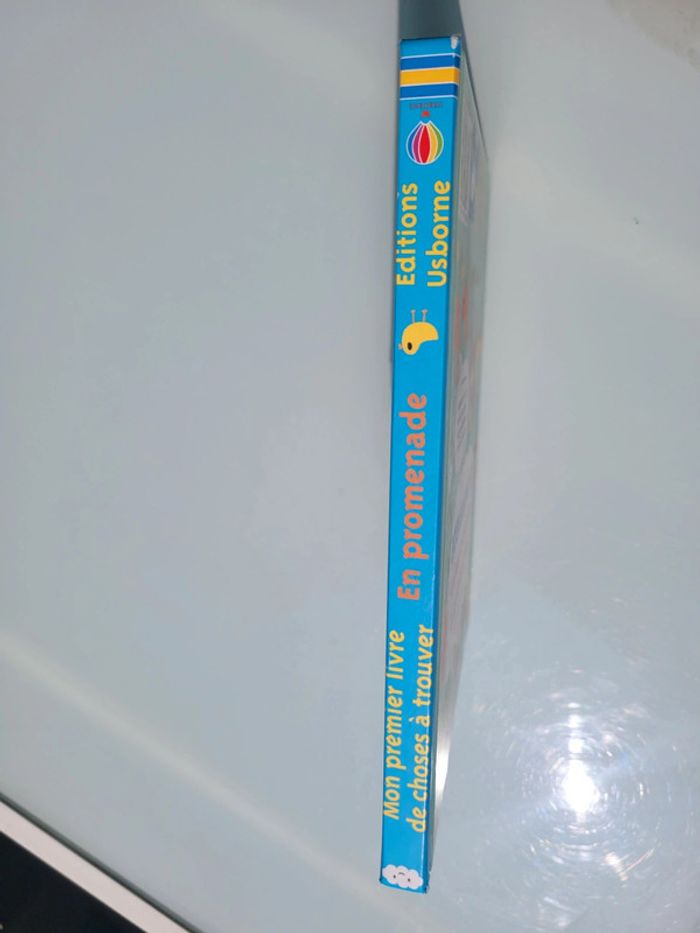 Mon premier livre
de choses à trouver
En promenade
Editions
Usborne